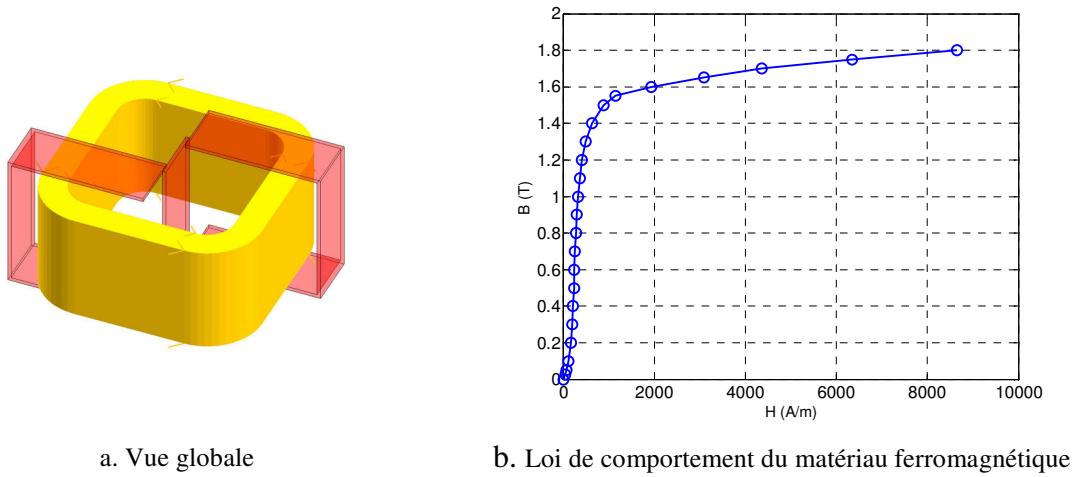 2
1.8
1.6
1.4
1.2
1
0.8
0.6
0.4
0.2
0
B (T)
0 2000 4000 6000 8000 10000
H (A/m)
a. Vue globale
b. Loi de comportement du matériau ferromagnétique